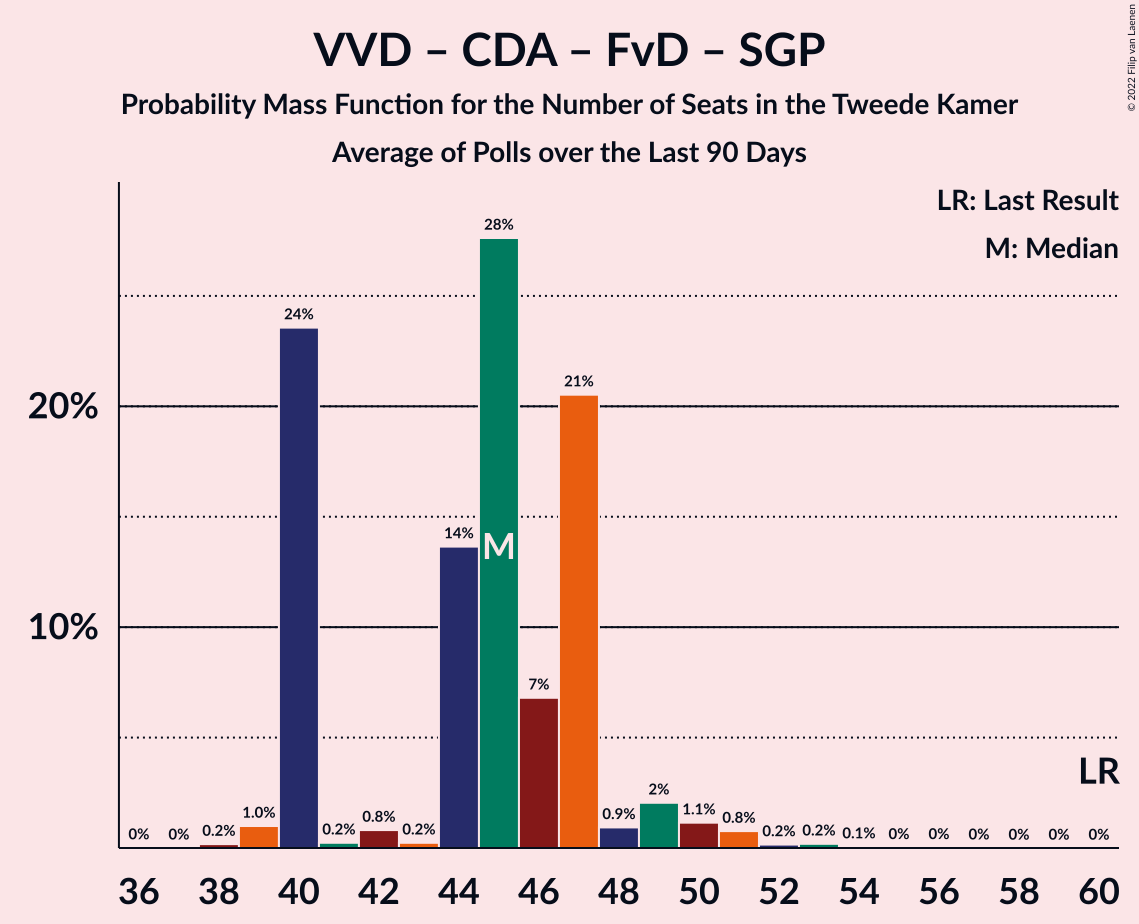 VVD – CDA – FvD – SGP
Probability Mass Function for the Number of Seats in the Tweede Kamer
Average of Polls over the Last 90 Days
© 2022 Filip van Laenen
LR: Last Result
M: Median
20%
10%
0% 0% 0.2% 1.0% 24% 0.2% 0.8% 0.2% 14% 28% 7% 21% 0.9% 2% 1.1% 0.8% 0.2% 0.2% 0.1% 0% 0% 0% 0% 0% 0%
M
LR
36 38 40 42 44 46 48 50 52 54 56 58 60